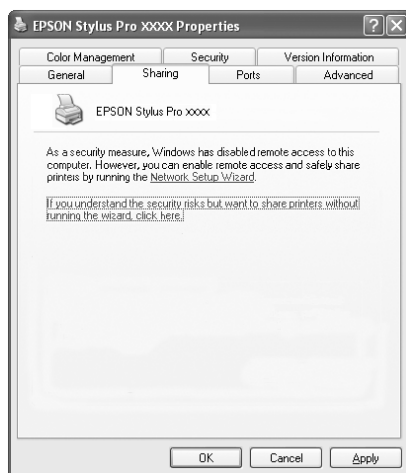 EPSON Stylus Pro XXXX Properties
Color Management Security Version Information
General Sharing Ports Advanced
EPSON Stylus Pro xxxx
As a security measure, Windows has disabled remote access to this
computer. However, you can enable remote access and safely share
printers by running the Network Setup Wizard.
If you understand the security risks but want to share printers without
running the wizard, click here.
OK Cancel Apply